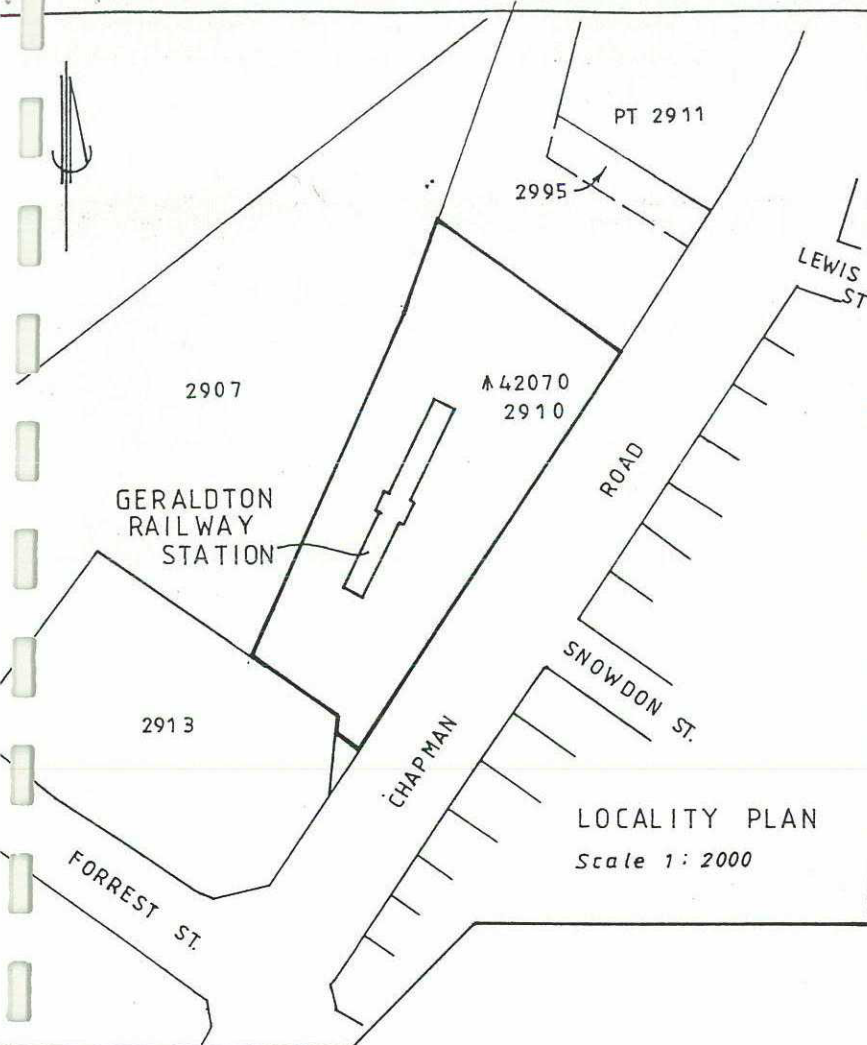 PT 2911
2995
LEWIS
ST
2907
42070
2910
ROAD
GERALDTON
RAILWAY
STATION
SNOWDON ST.
2913
CHAPMAN
LOCALITY PLAN
Scale 1: 2000
FORREST ST.